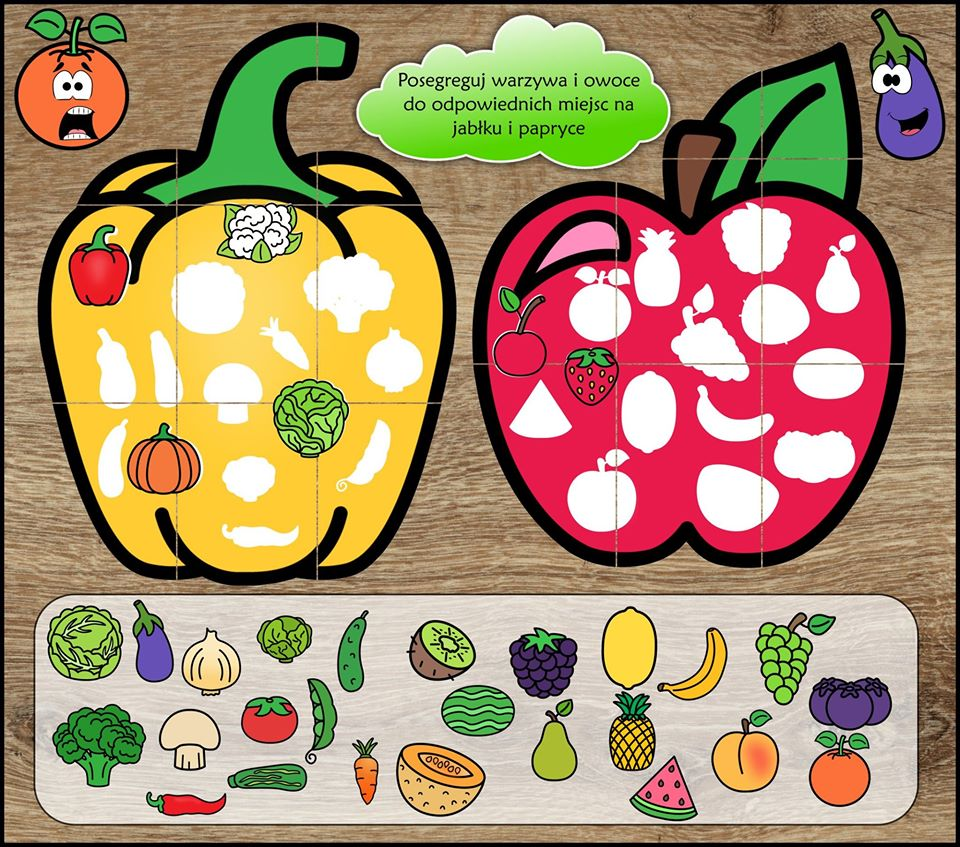 Posegreguj warzywa i owoce
do odpowiednich miejsc na
jabłku i papryce